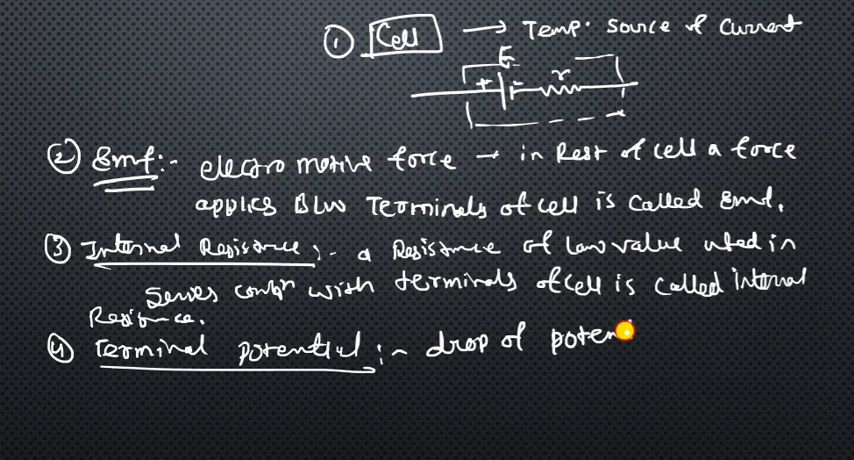 ① Cell → Temp. Source of Current
E
+ - r
② Emf:- electro motive force → in Rest of cell a force
applies B/w Terminals of cell is called Emf.
③ Internal Resistance:- a Resistance of Low value used in
Series combn with terminals of cell is called internal
Resistance.
④ Terminal potential:- drop of poten